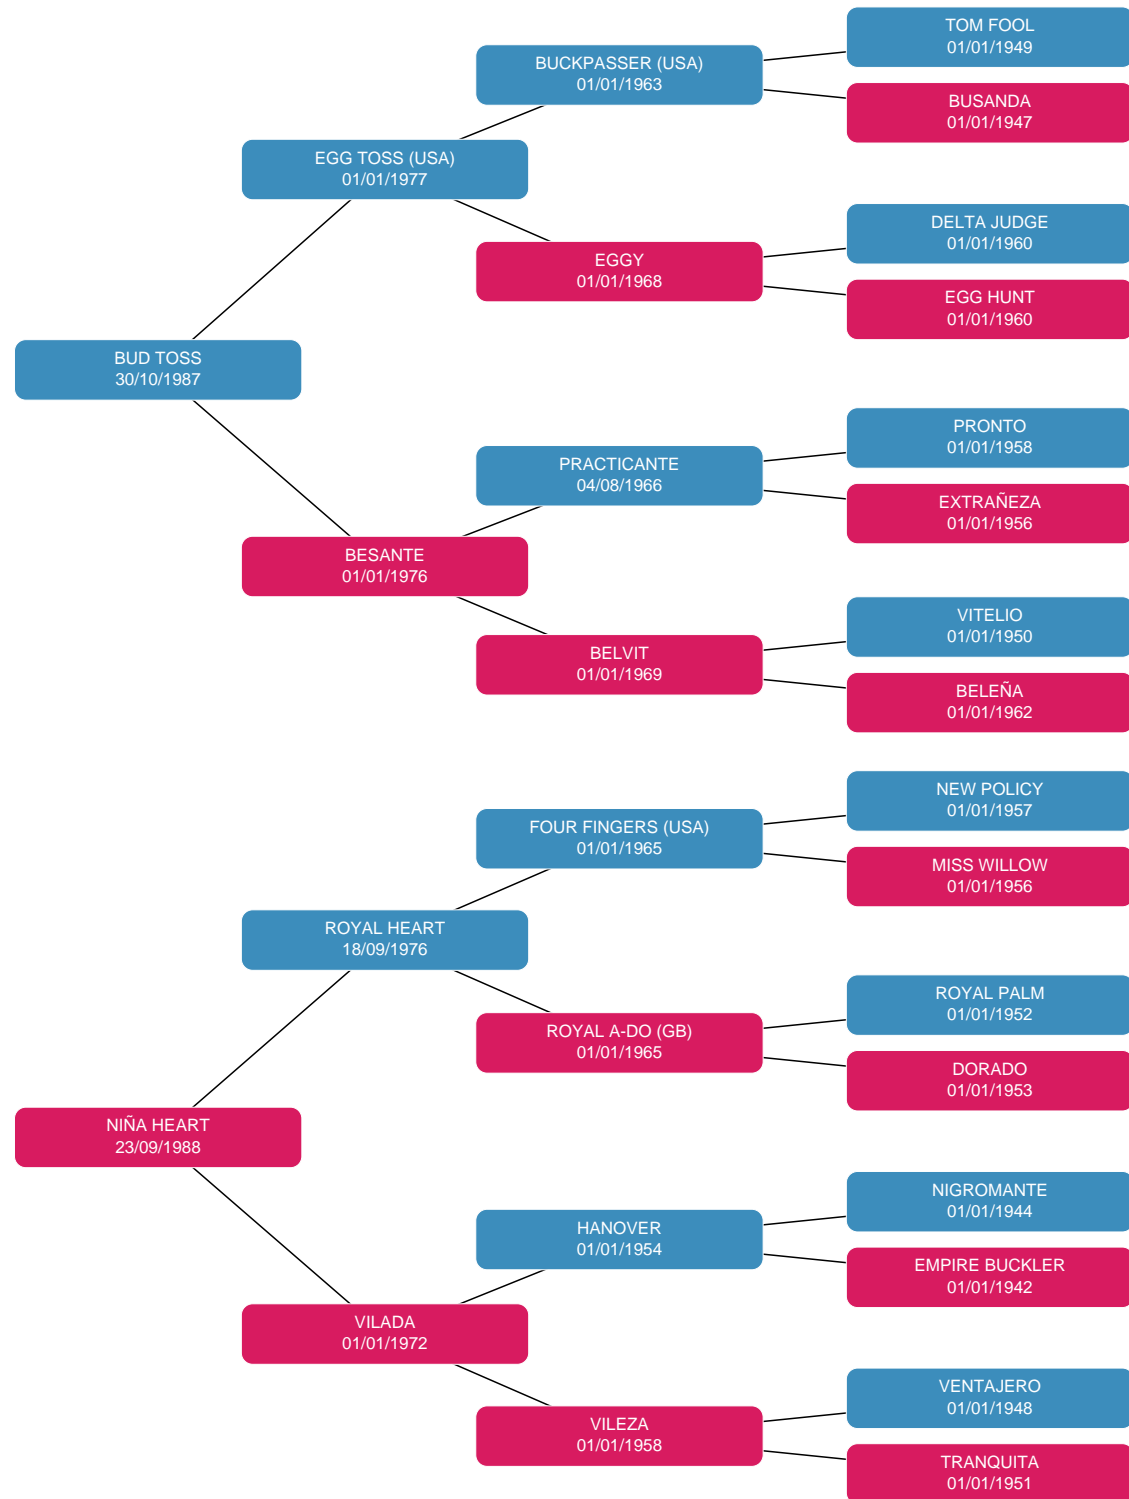 TOM FOOL
01/01/1949
BUCKPASSER (USA)
01/01/1963
BUSANDA
01/01/1947
EGG TOSS (USA)
01/01/1977
DELTA JUDGE
01/01/1960
EGGY
01/01/1968
EGG HUNT
01/01/1960
BUD TOSS
30/10/1987
PRONTO
01/01/1958
PRACTICANTE
04/08/1966
EXTRAÑEZA
01/01/1956
BESANTE
01/01/1976
VITELIO
01/01/1950
BELVIT
01/01/1969
BELEÑA
01/01/1962
NEW POLICY
01/01/1957
FOUR FINGERS (USA)
01/01/1965
MISS WILLOW
01/01/1956
ROYAL HEART
18/09/1976
ROYAL PALM
01/01/1952
ROYAL A-DO (GB)
01/01/1965
DORADO
01/01/1953
NIÑA HEART
23/09/1988
NIGROMANTE
01/01/1944
HANOVER
01/01/1954
EMPIRE BUCKLER
01/01/1942
VILADA
01/01/1972
VENTAJERO
01/01/1948
VILEZA
01/01/1958
TRANQUITA
01/01/1951